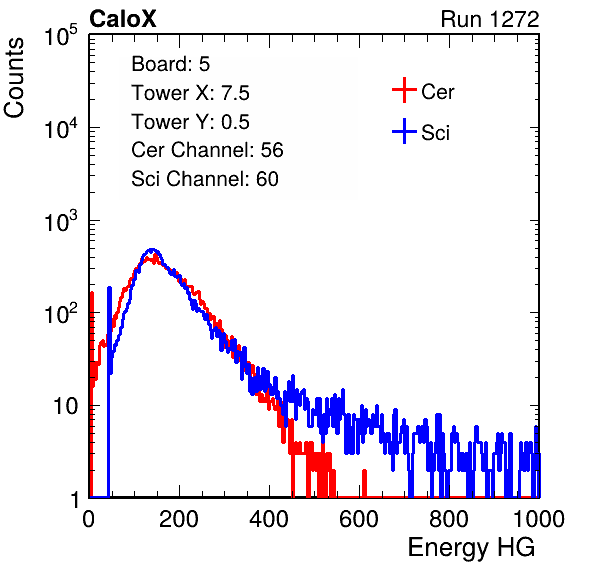 CaloX Run 1272
Counts
Board: 5
Tower X: 7.5
Tower Y: 0.5
Cer Channel: 56
Sci Channel: 60
Cer
Sci
10^5
10^4
10^3
10^2
10
1
0 200 400 600 800 1000
Energy HG